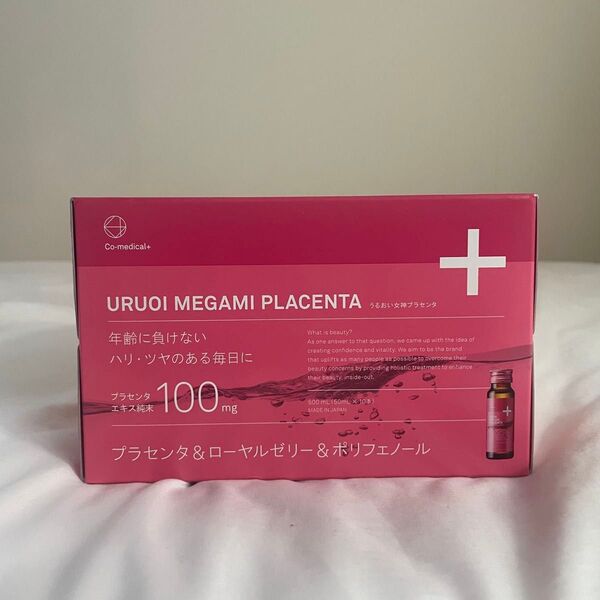 Co-medical+
URUOI MEGAMI PLACENTA うるおい女神プラセンタ
年齢に負けない
ハリ・ツヤのある毎日に
What is beauty?
As one answer to that question, we came up with the idea of
creating confidence and vitality. We aim to be the brand
that uplifts as many people as possible to overcome their
beauty concerns by providing holistic treatment to enhance
their beauty, inside-out.
プラセンタ
エキス純末 100mg
500mL(50mL×10本)
MADE IN JAPAN
プラセンタ&ローヤルゼリー&ポリフェノール